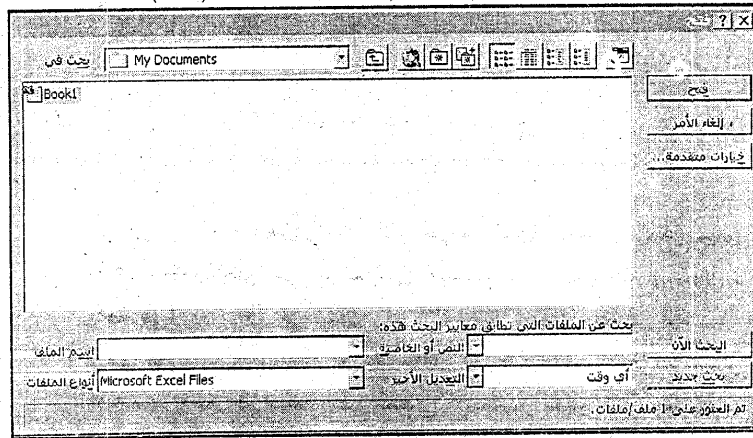 فتح
بحث في My Documents
Book1
فتح
إلغاء الأمر
خيارات متقدمة...
بحث عن الملفات التي تطابق معايير البحث هذه:
اسم الملف النص أو الخاصية البحث الآن
أنواع الملفات Microsoft Excel Files التعديل الأخير أي وقت بحث جديد
تم العثور على 1 ملف/ملفات.